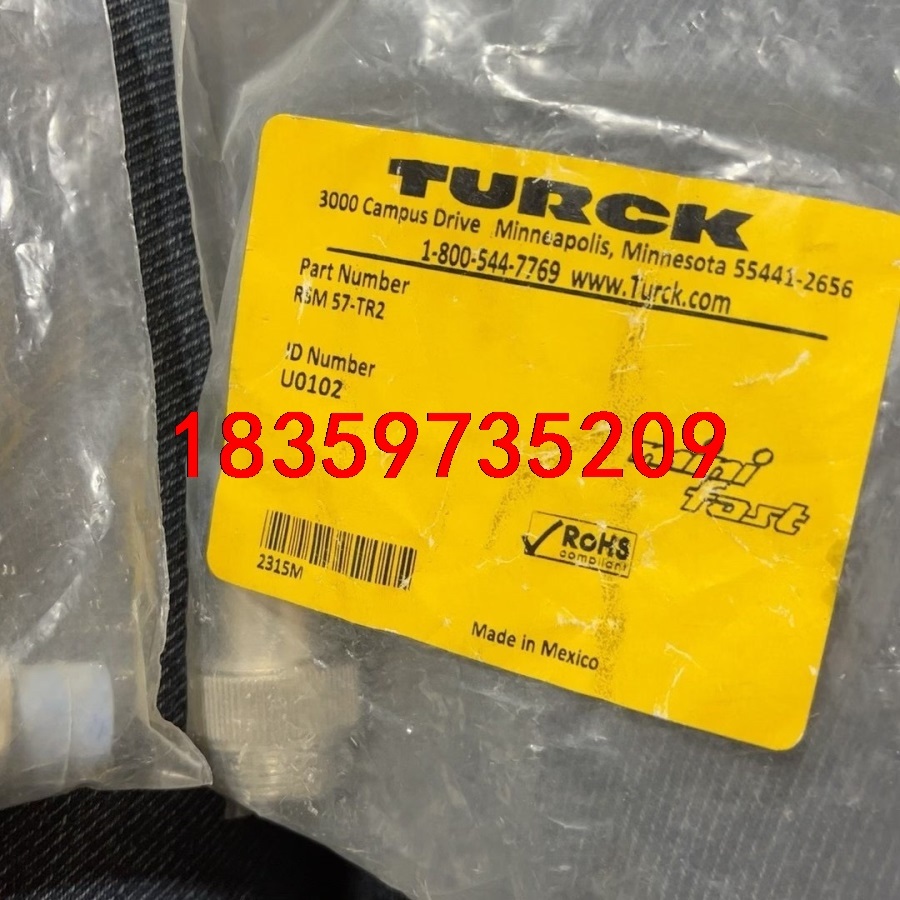 TURCK
3000 Campus Drive Minneapolis, Minnesota 55441-2656
1-800-544-7769 www.Turck.com
Part Number
RSM 57-TR2
ID Number
U0102
18359735209
mini
fast
RoHS
compliant
2315M
Made in Mexico